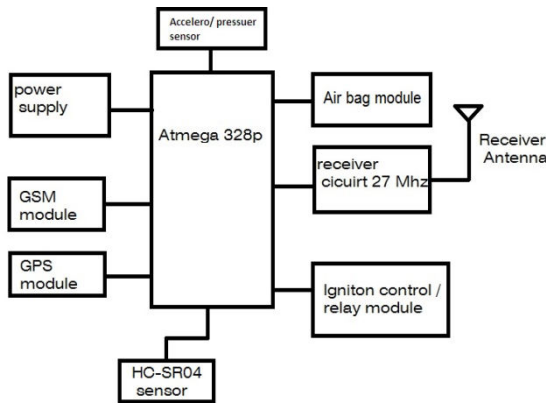 Accelero/ pressuer
sensor
power
supply
Atmega 328p
Air bag module
receiver
cicuirt 27 Mhz
Receiver
Antenna
GSM
module
GPS
module
Igniton control /
relay module
HC-SR04
sensor